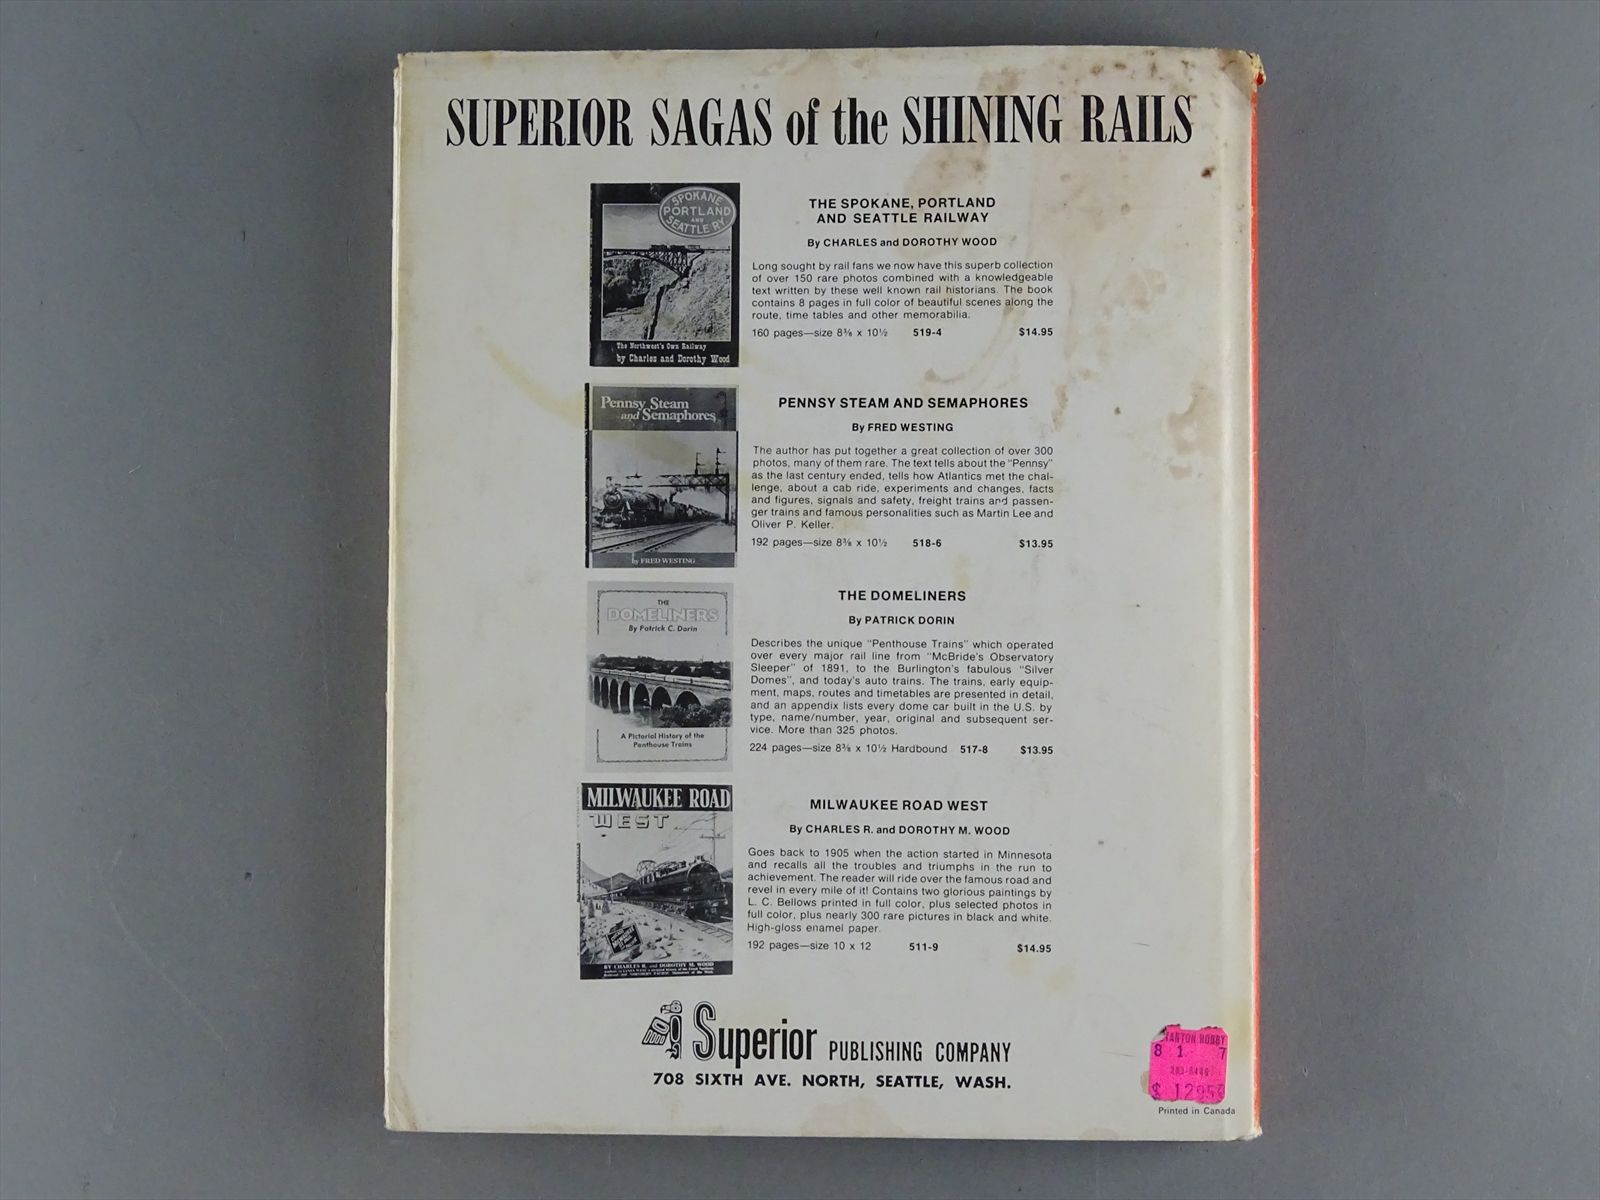 SUPERIOR SAGAS of the SHINING RAILS
SPOKANE
PORTLAND
AND
SEATTLE RY.
The Northwest's Own Railway
by Charles and Dorothy Wood
THE SPOKANE, PORTLAND
AND SEATTLE RAILWAY
By CHARLES and DOROTHY WOOD
Long sought by rail fans we now have this superb collection
of over 150 rare photos combined with a knowledgeable
text written by these well known rail historians. The book
contains 8 pages in full color of beautiful scenes along the
route, time tables and other memorabilia.
160 pages—size 8⅜ x 10½ 519-4 $14.95
Pennsy Steam
and Semaphores
by FRED WESTING
PENNSY STEAM AND SEMAPHORES
By FRED WESTING
The author has put together a great collection of over 300
photos, many of them rare. The text tells about the "Pennsy"
as the last century ended, tells how Atlantics met the chal-
lenge, about a cab ride, experiments and changes, facts
and figures, signals and safety, freight trains and passen-
ger trains and famous personalities such as Martin Lee and
Oliver P. Keller.
192 pages—size 8⅜ x 10½ 518-6 $13.95
THE
DOMELINERS
By Patrick C. Dorin
A Pictorial History of the
Penthouse Trains
THE DOMELINERS
By PATRICK DORIN
Describes the unique "Penthouse Trains" which operated
over every major rail line from "McBride's Observatory
Sleeper" of 1891, to the Burlington's fabulous "Silver
Domes", and today's auto trains. The trains, early equip-
ment, maps, routes and timetables are presented in detail,
and an appendix lists every dome car built in the U.S. by
type, name/number, year, original and subsequent ser-
vice. More than 325 photos.
224 pages—size 8⅜ x 10½ Hardbound 517-8 $13.95
MILWAUKEE ROAD
WEST
BY CHARLES R. and DOROTHY M. WOOD
MILWAUKEE ROAD WEST
By CHARLES R. and DOROTHY M. WOOD
Goes back to 1905 when the action started in Minnesota
and recalls all the troubles and triumphs in the run to
achievement. The reader will ride over the famous road and
revel in every mile of it! Contains two glorious paintings by
L. C. Bellows printed in full color, plus selected photos in
full color, plus nearly 300 rare pictures in black and white.
High-gloss enamel paper.
192 pages—size 10 x 12 511-9 $14.95
Superior PUBLISHING COMPANY
708 SIXTH AVE. NORTH, SEATTLE, WASH.
HOBBY
8 1 7
$ 1295
Printed in Canada